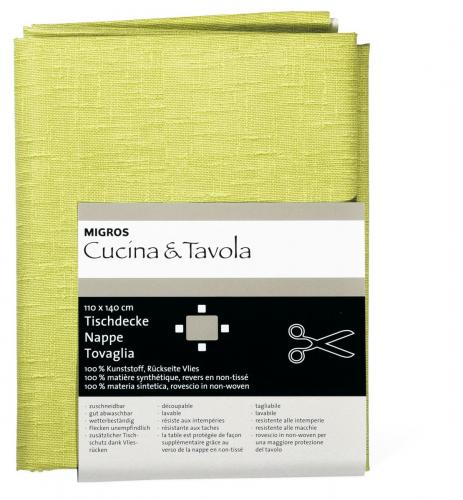 MIGROS
Cucina & Tavola
110 x 140 cm
Tischdecke
Nappe
Tovaglia
100 % Kunststoff, Rückseite Vlies
100 % matière synthétique, revers en non-tissé
100 % materia sintetica, rovescio in non-woven
· zuschneidbar
· gut abwaschbar
· wetterbeständig
· flecken unempfindlich
· zusätzlicher Tisch-
schutz dank Vlies-
rücken
· découpable
· lavable
· résiste aux intempéries
· résistante aux taches
· la table est protégée de façon
supplémentaire grâce au
verso de la nappe en non-tissé
· tagliabile
· lavabile
· resistente alle intemperie
· resistente alle macchie
· rovescio in non-woven per
una maggiore protezione
del tavolo